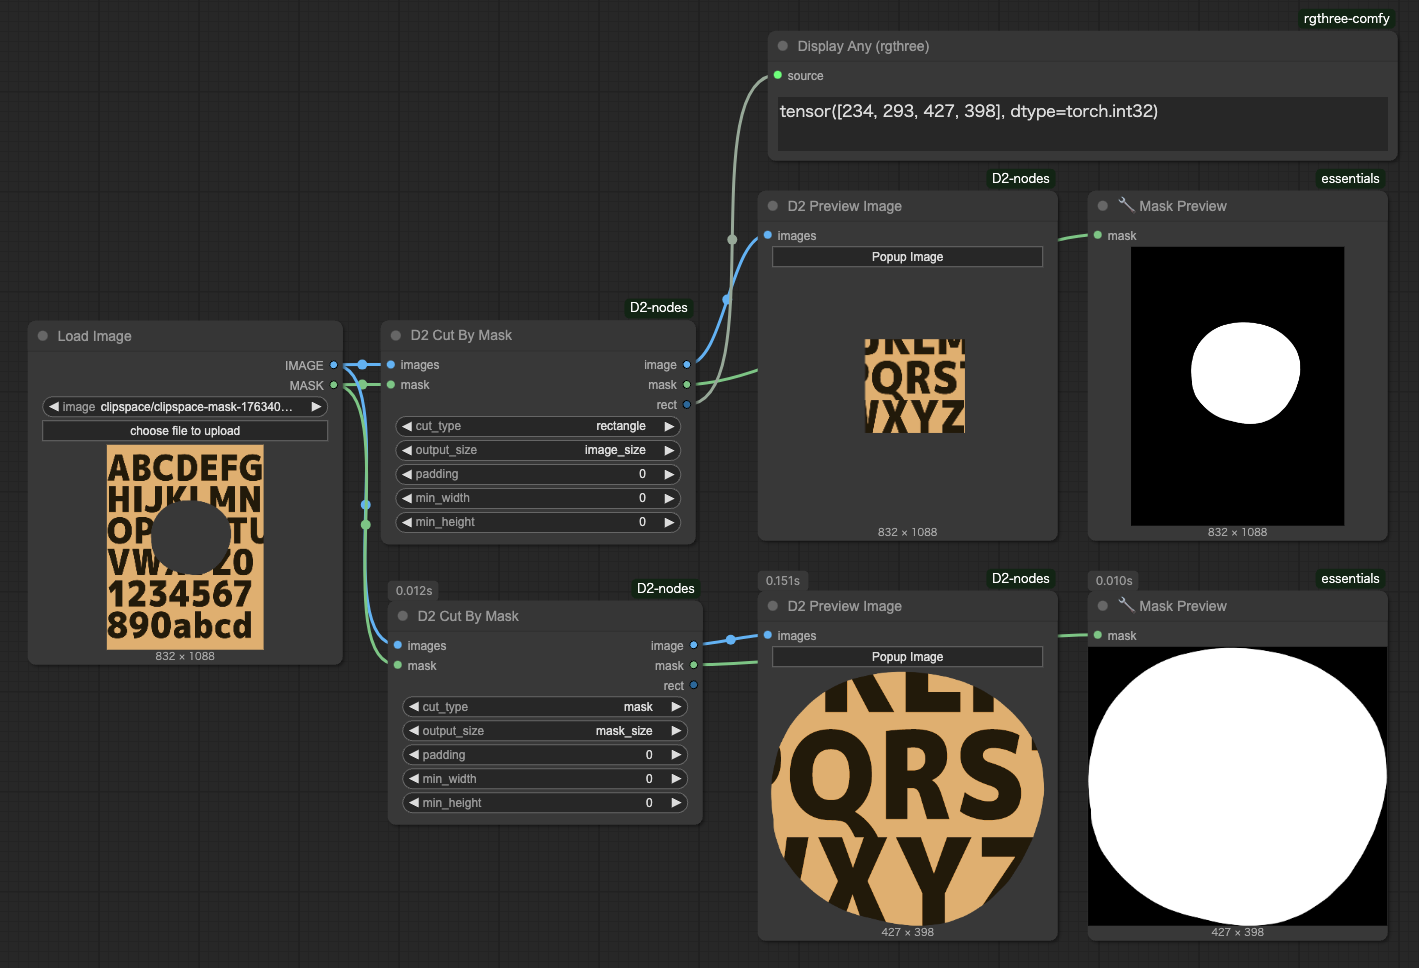 rgthree-comfy
Display Any (rgthree)
source
tensor([234, 293, 427, 398], dtype=torch.int32)
D2-nodes
D2 Preview Image
images
Popup Image
JKLM
QRS
WXYZ
832 × 1088
essentials
Mask Preview
mask
832 × 1088
Load Image
IMAGE
MASK
image clipspace/clipspace-mask-176340...
choose file to upload
ABCDEFG
HIJKLMN
OP TU
VW Z0
1234567
890abcd
832 × 1088
D2-nodes
D2 Cut By Mask
images image
mask mask
rect
cut_type rectangle
output_size image_size
padding 0
min_width 0
min_height 0
0.012s
D2-nodes
D2 Cut By Mask
images image
mask mask
rect
cut_type mask
output_size mask_size
padding 0
min_width 0
min_height 0
0.151s
D2-nodes
D2 Preview Image
images
Popup Image
KL
QRS
XYZ
427 × 398
0.010s
essentials
Mask Preview
mask
427 × 398